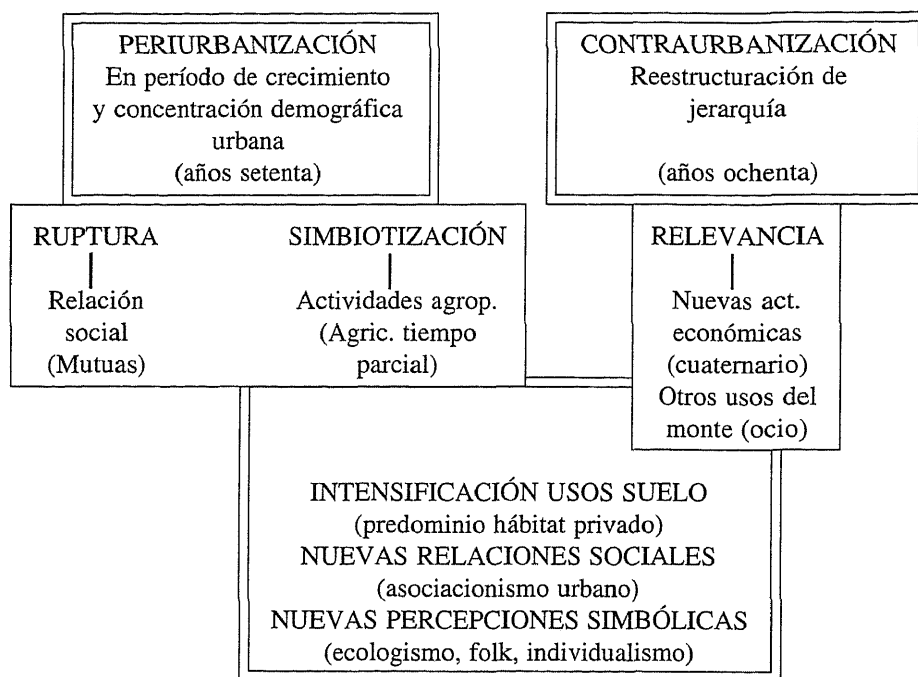 PERIURBANIZACIÓN
En período de crecimiento
y concentración demográfica
urbana
(años setenta)
CONTRAURBANIZACIÓN
Reestructuración de
jerarquía
(años ochenta)
RUPTURA
Relación
social
(Mutuas)
SIMBIOTIZACIÓN
Actividades agrop.
(Agric. tiempo
parcial)
RELEVANCIA
Nuevas act.
económicas
(cuaternario)
Otros usos del
monte (ocio)
INTENSIFICACIÓN USOS SUELO
(predominio hábitat privado)
NUEVAS RELACIONES SOCIALES
(asociacionismo urbano)
NUEVAS PERCEPCIONES SIMBÓLICAS
(ecologismo, folk, individualismo)